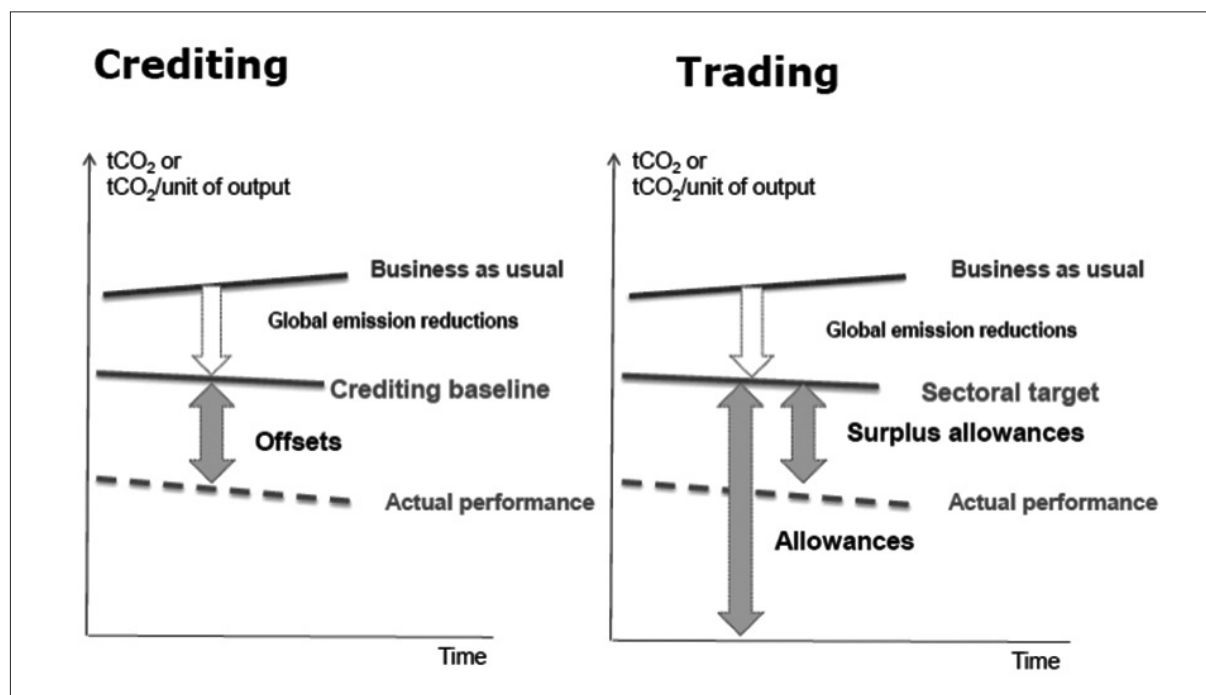 Crediting
tCO₂ or
tCO₂/unit of output
Business as usual
Global emission reductions
Crediting baseline
Offsets
Actual performance
Time
Trading
tCO₂ or
tCO₂/unit of output
Business as usual
Global emission reductions
Sectoral target
Surplus allowances
Actual performance
Allowances
Time